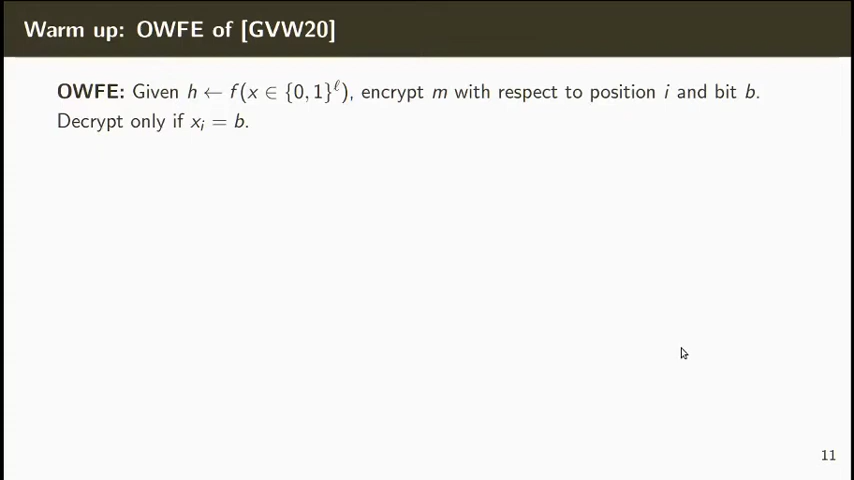 Warm up: OWFE of [GVW20]
OWFE: Given h ← f(x ∈ {0, 1}^ℓ), encrypt m with respect to position i and bit b.
Decrypt only if x_i = b.
11